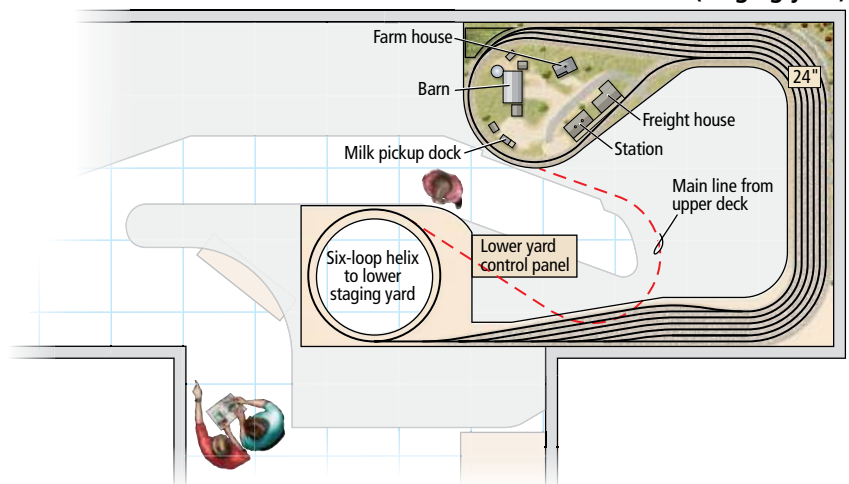 Farm house
24"
Barn
Freight house
Station
Milk pickup dock
Main line from
upper deck
Lower yard
control panel
Six-loop helix
to lower
staging yard